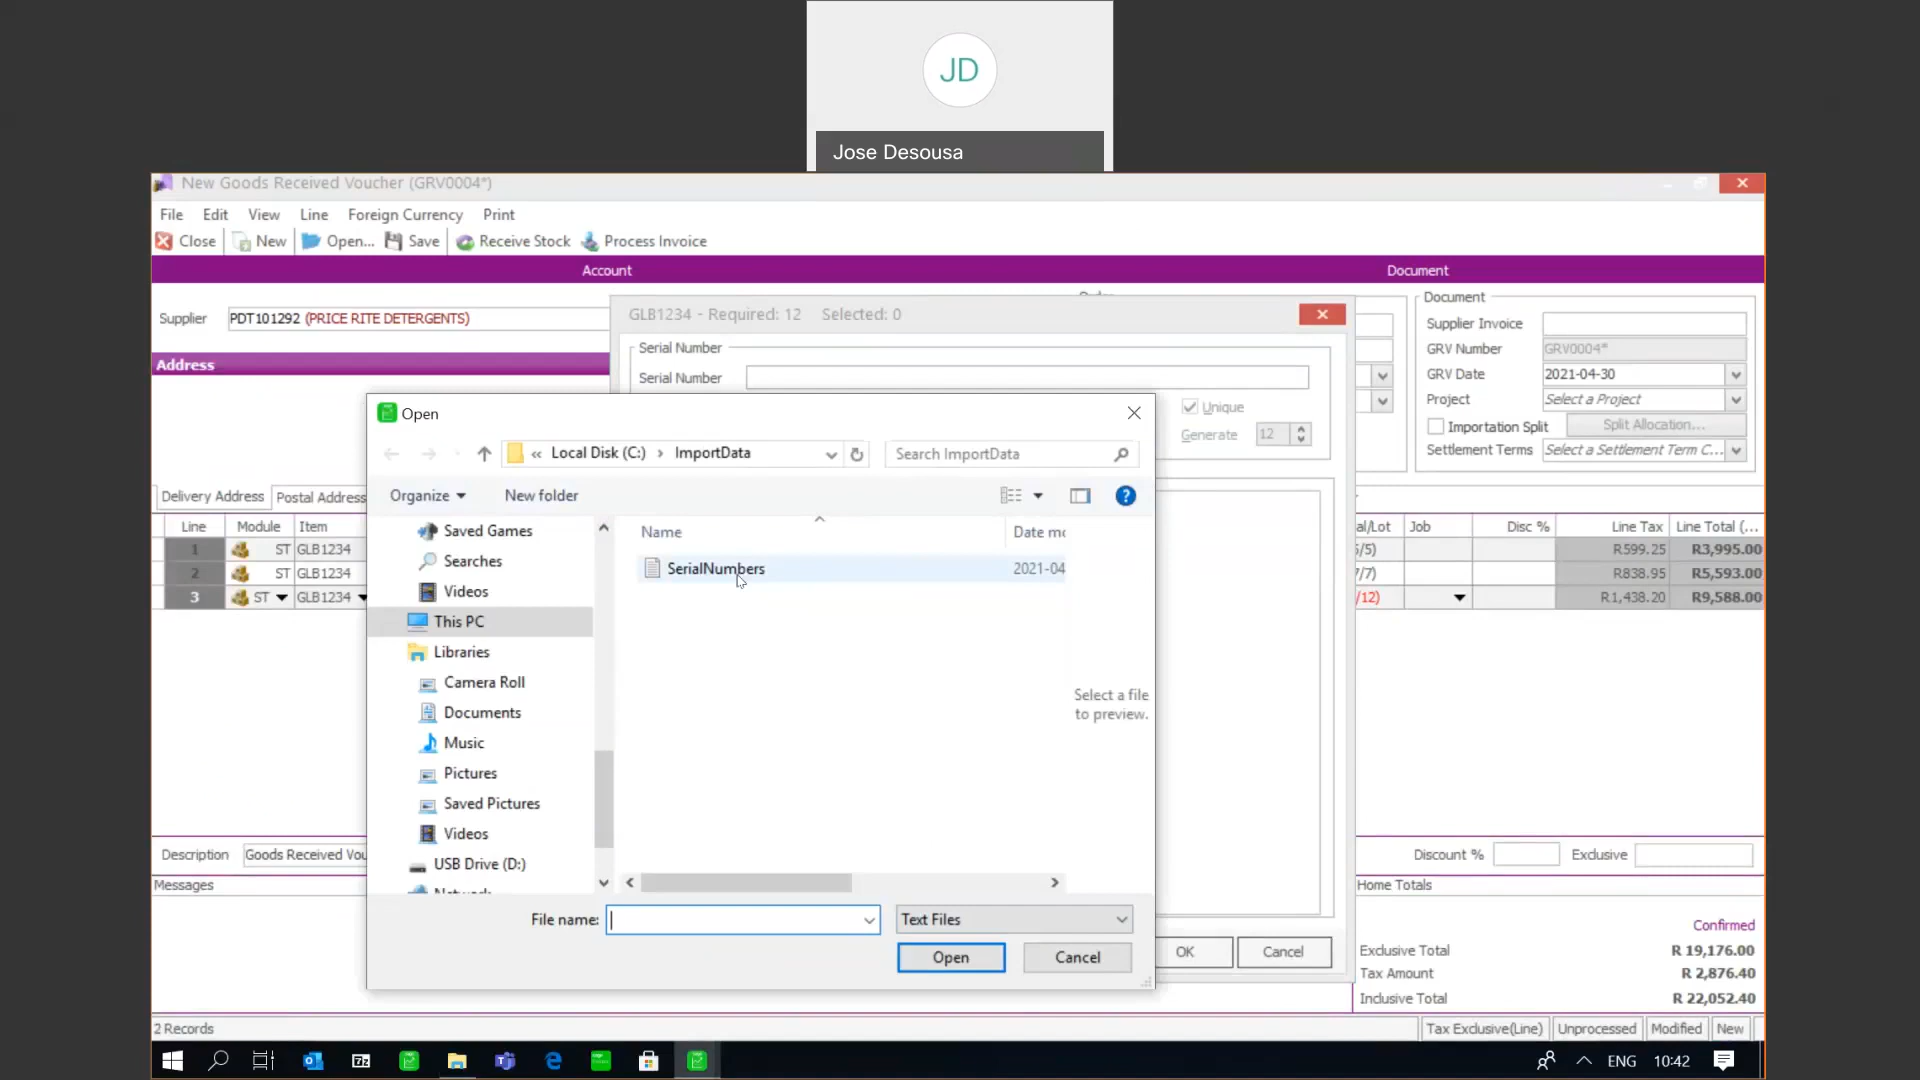 JD
Jose Desousa
New Goods Received Voucher (GRV0004*)
File Edit View Line Foreign Currency Print
Close New Open... Save Receive Stock Process Invoice
Account Document
Supplier PDT101292 (PRICE RITE DETERGENTS)
Address
GLB1234 - Required: 12 Selected: 0
Serial Number
Serial Number
Unique
Generate 12
Document
Supplier Invoice
GRV Number GRV0004*
GRV Date 2021-04-30
Project Select a Project
Importation Split Split Allocation...
Settlement Terms Select a Settlement Term C...
Delivery Address Postal Address
Line Module Item
1 ST GLB1234
2 ST GLB1234
3 ST GLB1234
al/Lot Job Disc % Line Tax Line Total (...
/5) R599.25 R3,995.00
/7) R838.95 R5,593.00
/12) R1,438.20 R9,588.00
Open
« Local Disk (C:) › ImportData
Search ImportData
Organize New folder
Saved Games
Searches
Videos
This PC
Libraries
Camera Roll
Documents
Music
Pictures
Saved Pictures
Videos
USB Drive (D:)
Network
Name Date mo
SerialNumbers 2021-04
Select a file
to preview.
File name: Text Files
Open Cancel
OK Cancel
Description Goods Received Vou
Messages
Discount % Exclusive
Home Totals
Confirmed
Exclusive Total R 19,176.00
Tax Amount R 2,876.40
Inclusive Total R 22,052.40
2 Records
Tax Exclusive(Line) Unprocessed Modified New
ENG 10:42